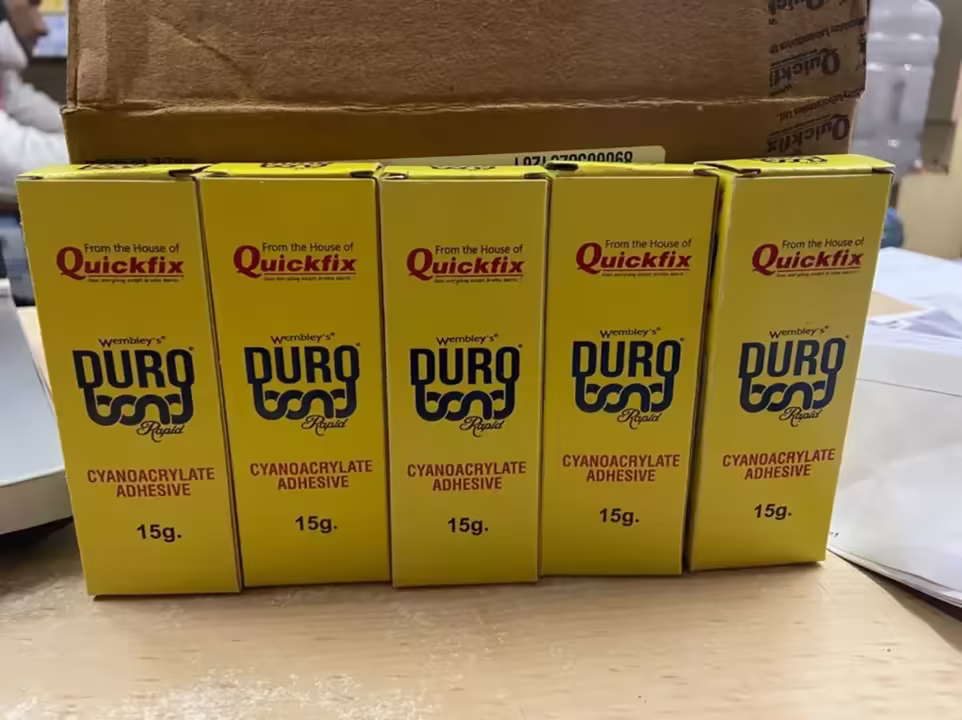 Quickfix
Quickfix
Quickfix
From the House of
Quickfix
Wembley's®
DURO®
bond
Rapid
CYANOACRYLATE
ADHESIVE
15g.
From the House of
Quickfix
Wembley's®
DURO®
bond
Rapid
CYANOACRYLATE
ADHESIVE
15g.
From the House of
Quickfix
Wembley's®
DURO®
bond
Rapid
CYANOACRYLATE
ADHESIVE
15g.
From the House of
Quickfix
Wembley's®
DURO®
bond
Rapid
CYANOACRYLATE
ADHESIVE
15g.
From the House of
Quickfix
Wembley's®
DURO®
bond
Rapid
CYANOACRYLATE
ADHESIVE
15g.